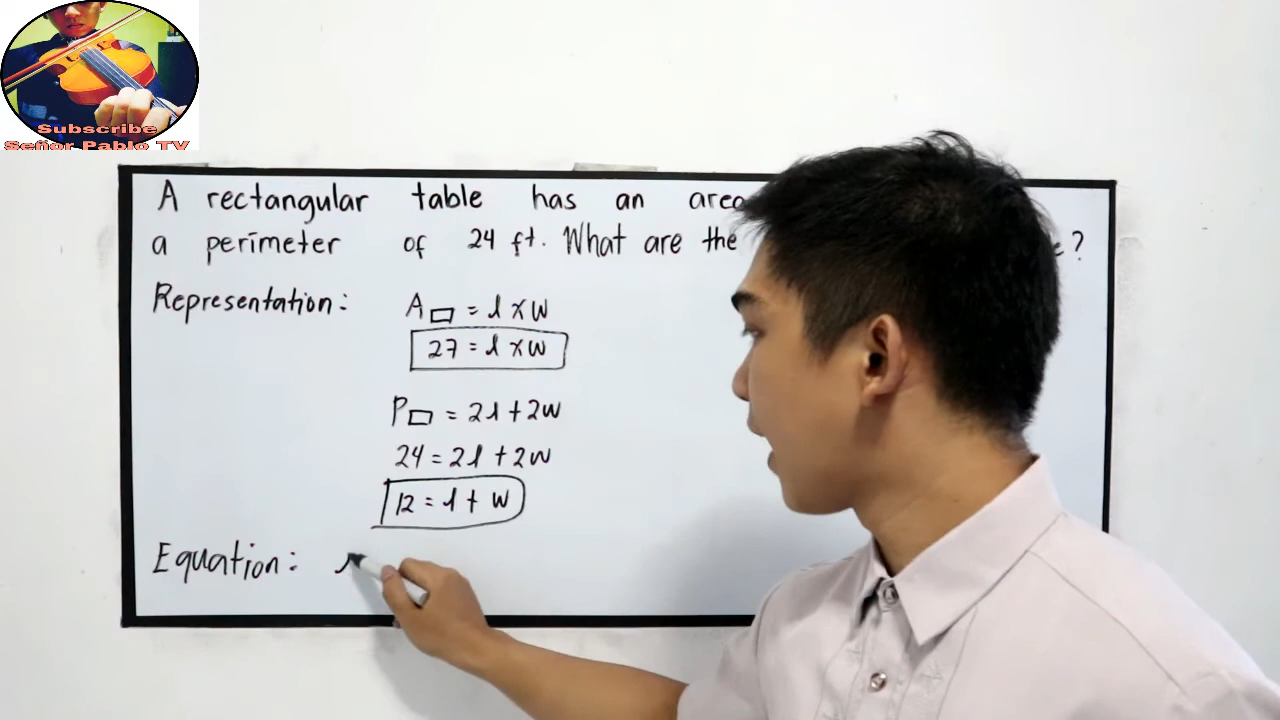 Subscribe
Señor Pablo TV
A rectangular table has an area
a perimeter of 24 ft. What are the ?
Representation: A▭ = l x w
27 = l x w
P▭ = 2l + 2w
24 = 2l + 2w
12 = l + w
Equation: